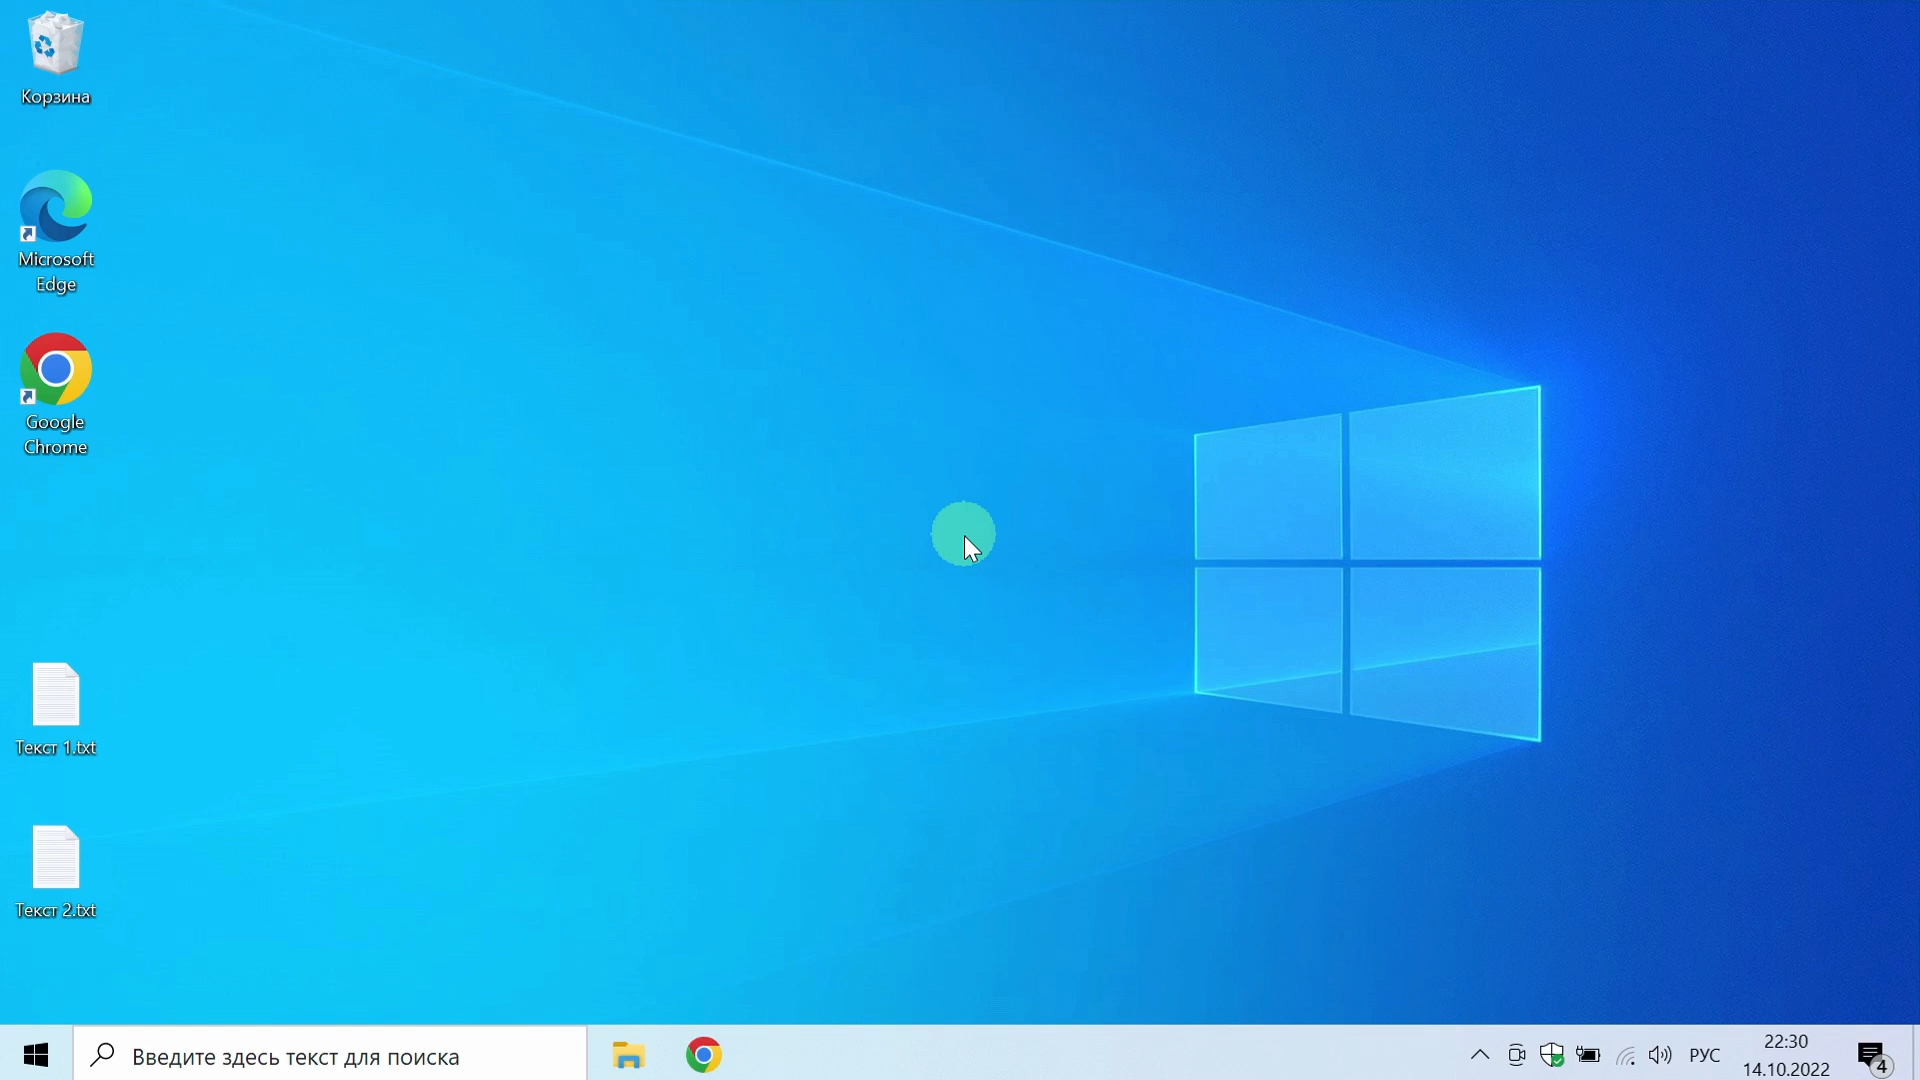 Корзина
Microsoft
Edge
Google
Chrome
Текст 1.txt
Текст 2.txt
Введите здесь текст для поиска
РУС
22:30
14.10.2022
4